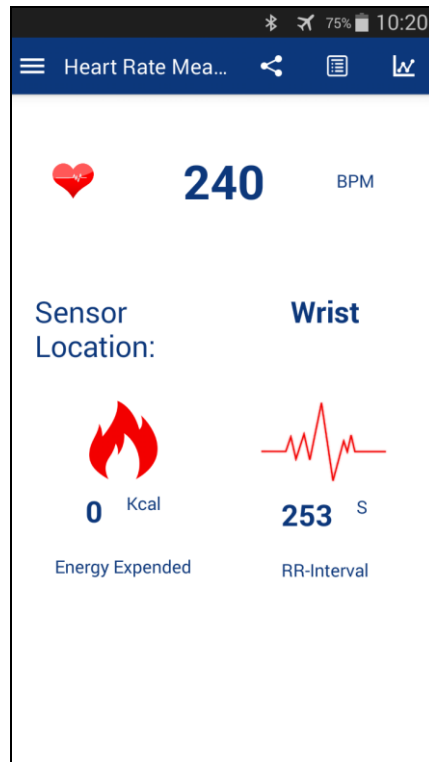 75% 10:20
Heart Rate Mea...
240 BPM
Sensor Wrist
Location:
0 Kcal 253 S
Energy Expended RR-Interval